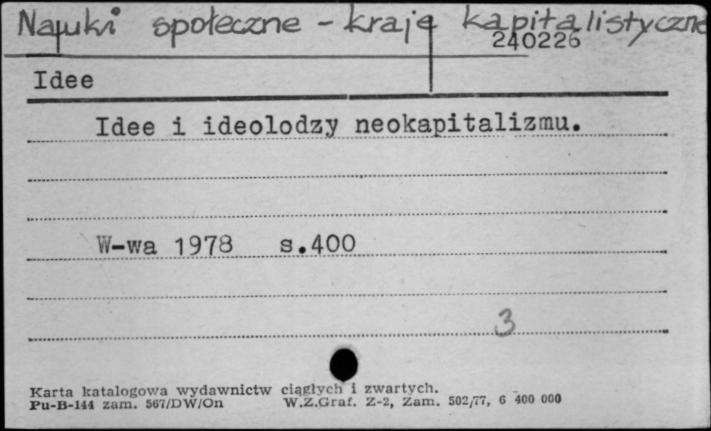 Nauki społeczne - kraje kapitalistyczne
240226
Idee
Idee i ideolodzy neokapitalizmu.
W-wa 1978 s.400
3
Karta katalogowa wydawnictw ciągłych i zwartych.
Pu-B-144 zam. 567/DW/On W.Z.Graf. Z-2, Zam. 502/77, 6 400 000